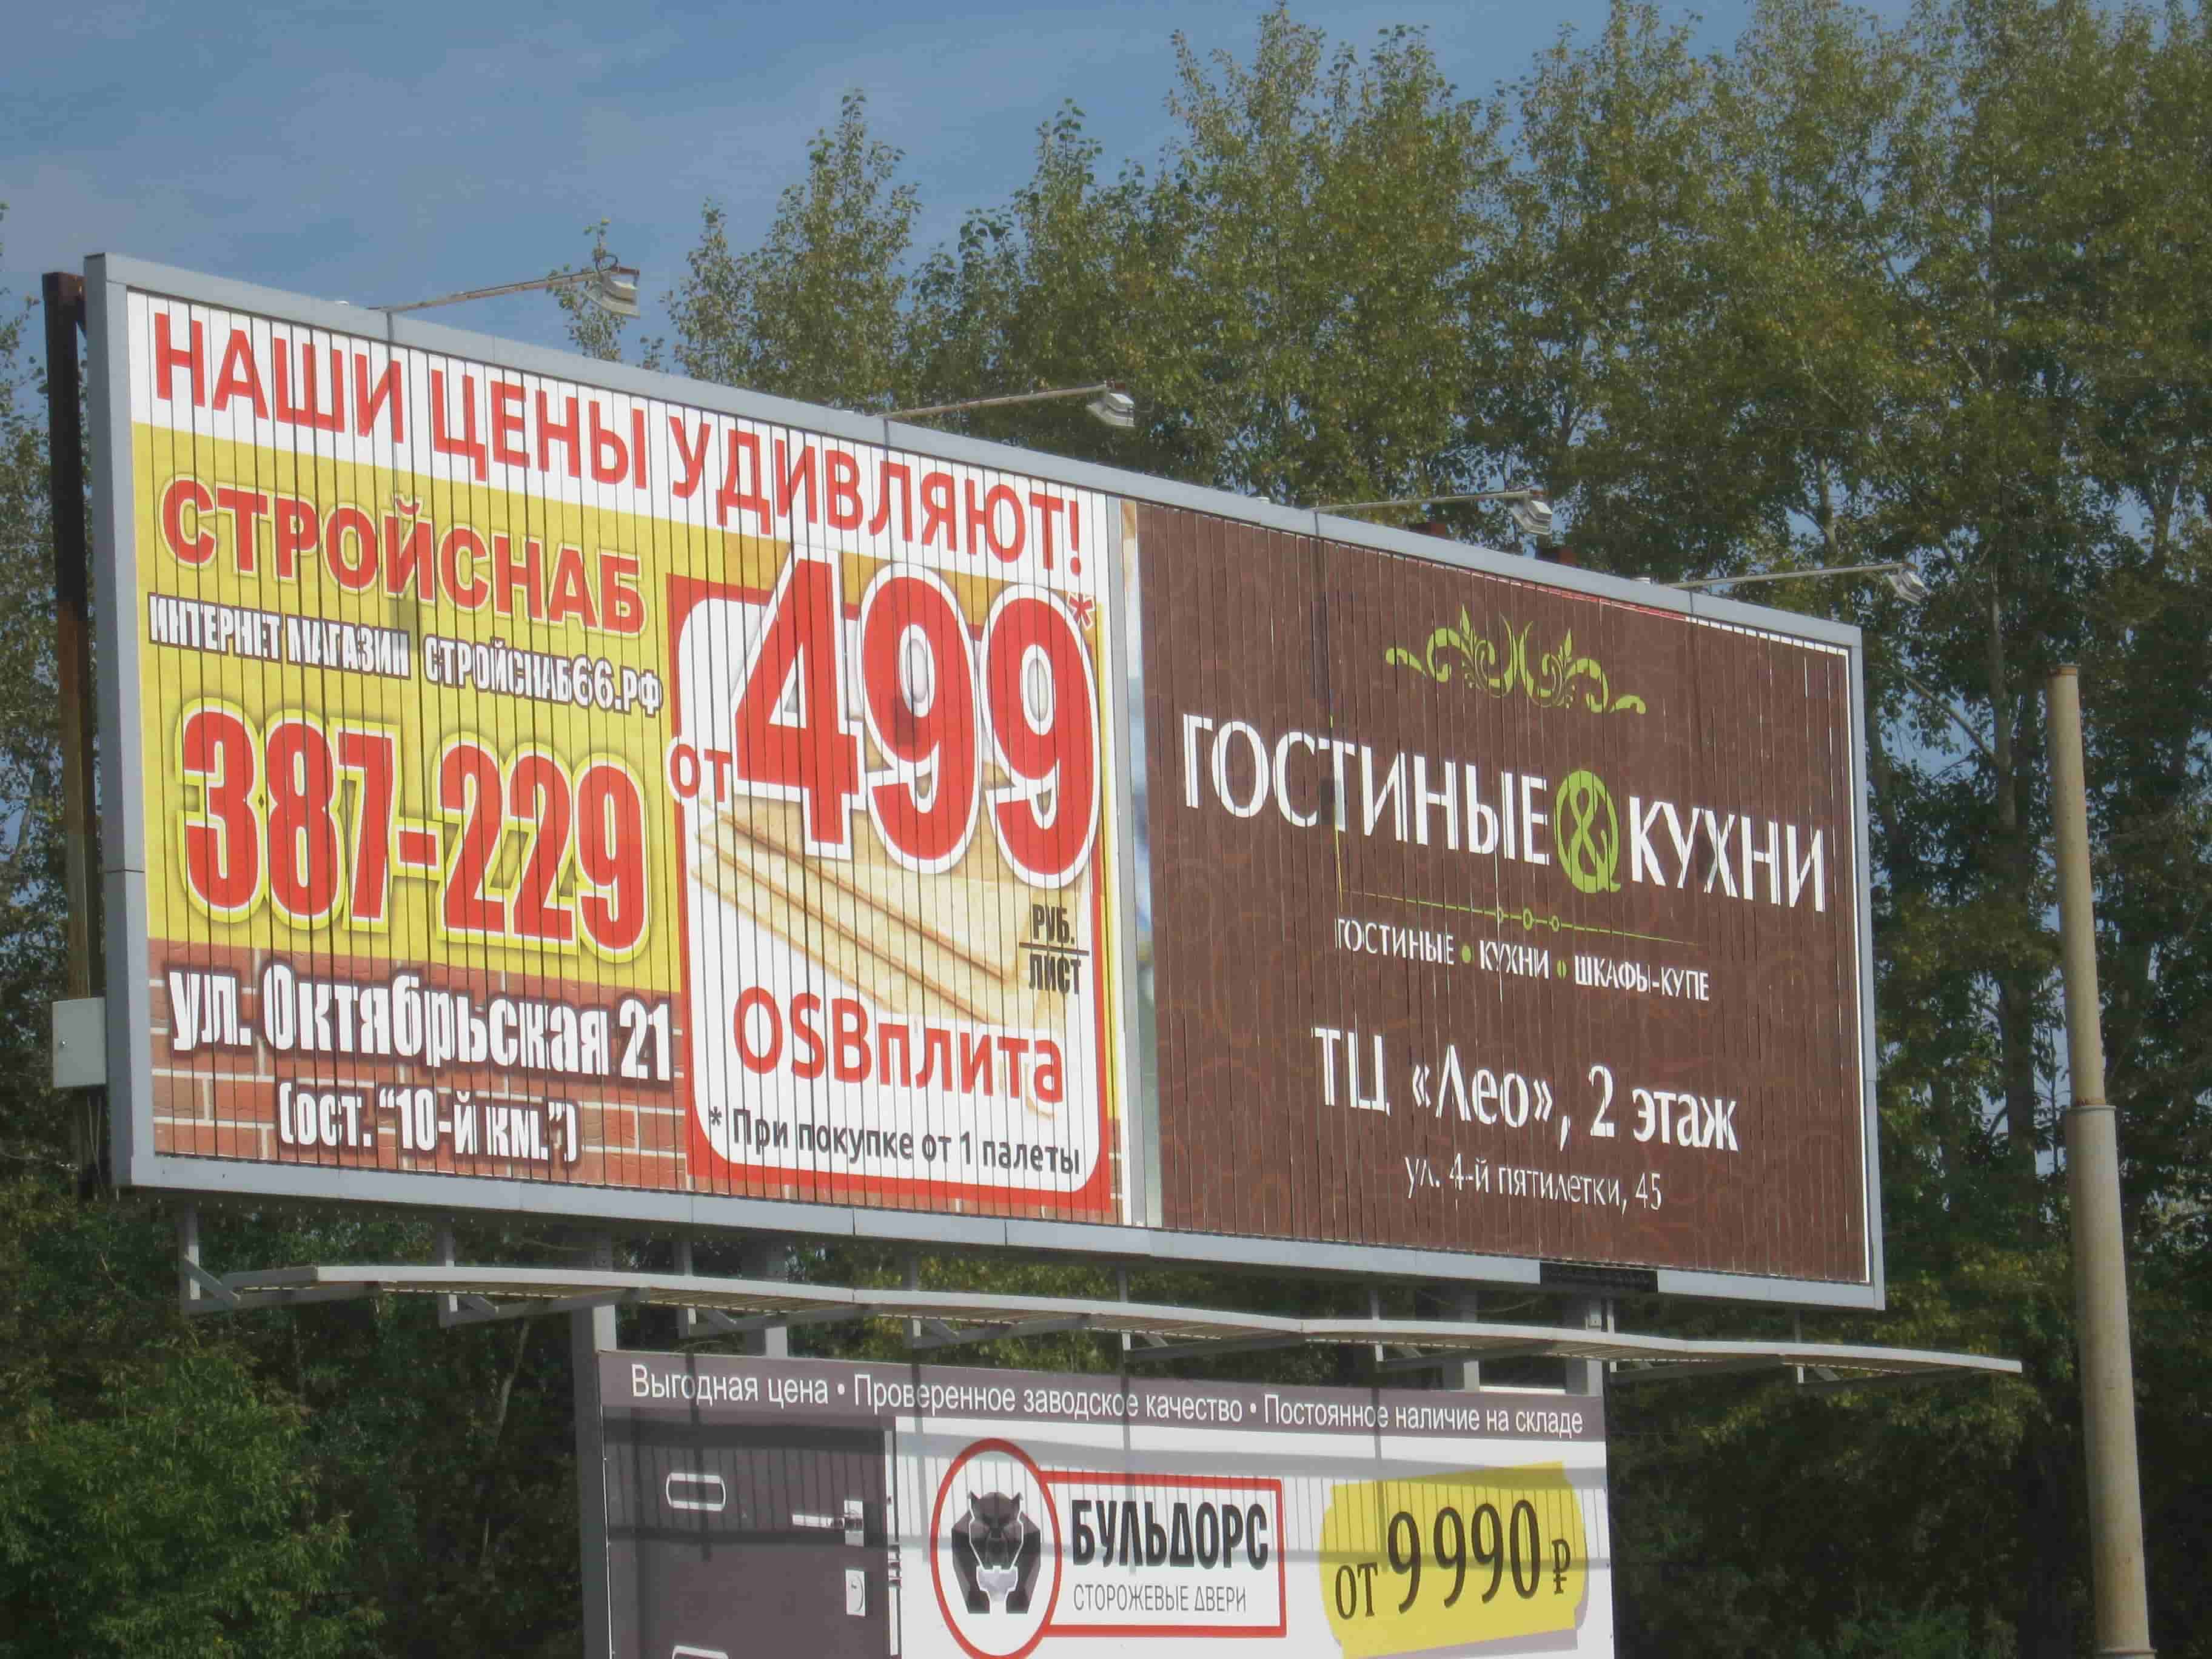 НАШИ ЦЕНЫ УДИВЛЯЮТ!
СТРОЙСНАБ
ИНТЕРНЕТ МАГАЗИН СТРОЙСНАБ66.РФ
387-229
ул. Октябрьская 21
(ост. "10-й км.")
от 499*
РУБ.
ЛИСТ
OSBплита
* При покупке от 1 палеты
ГОСТИНЫЕ & КУХНИ
ГОСТИНЫЕ • КУХНИ • ШКАФЫ-КУПЕ
ТЦ «Лео», 2 этаж
ул. 4-й пятилетки, 45
Выгодная цена • Проверенное заводское качество • Постоянное наличие на складе
БУЛЬДОРС
СТОРОЖЕВЫЕ ДВЕРИ
от 9 990 ₽